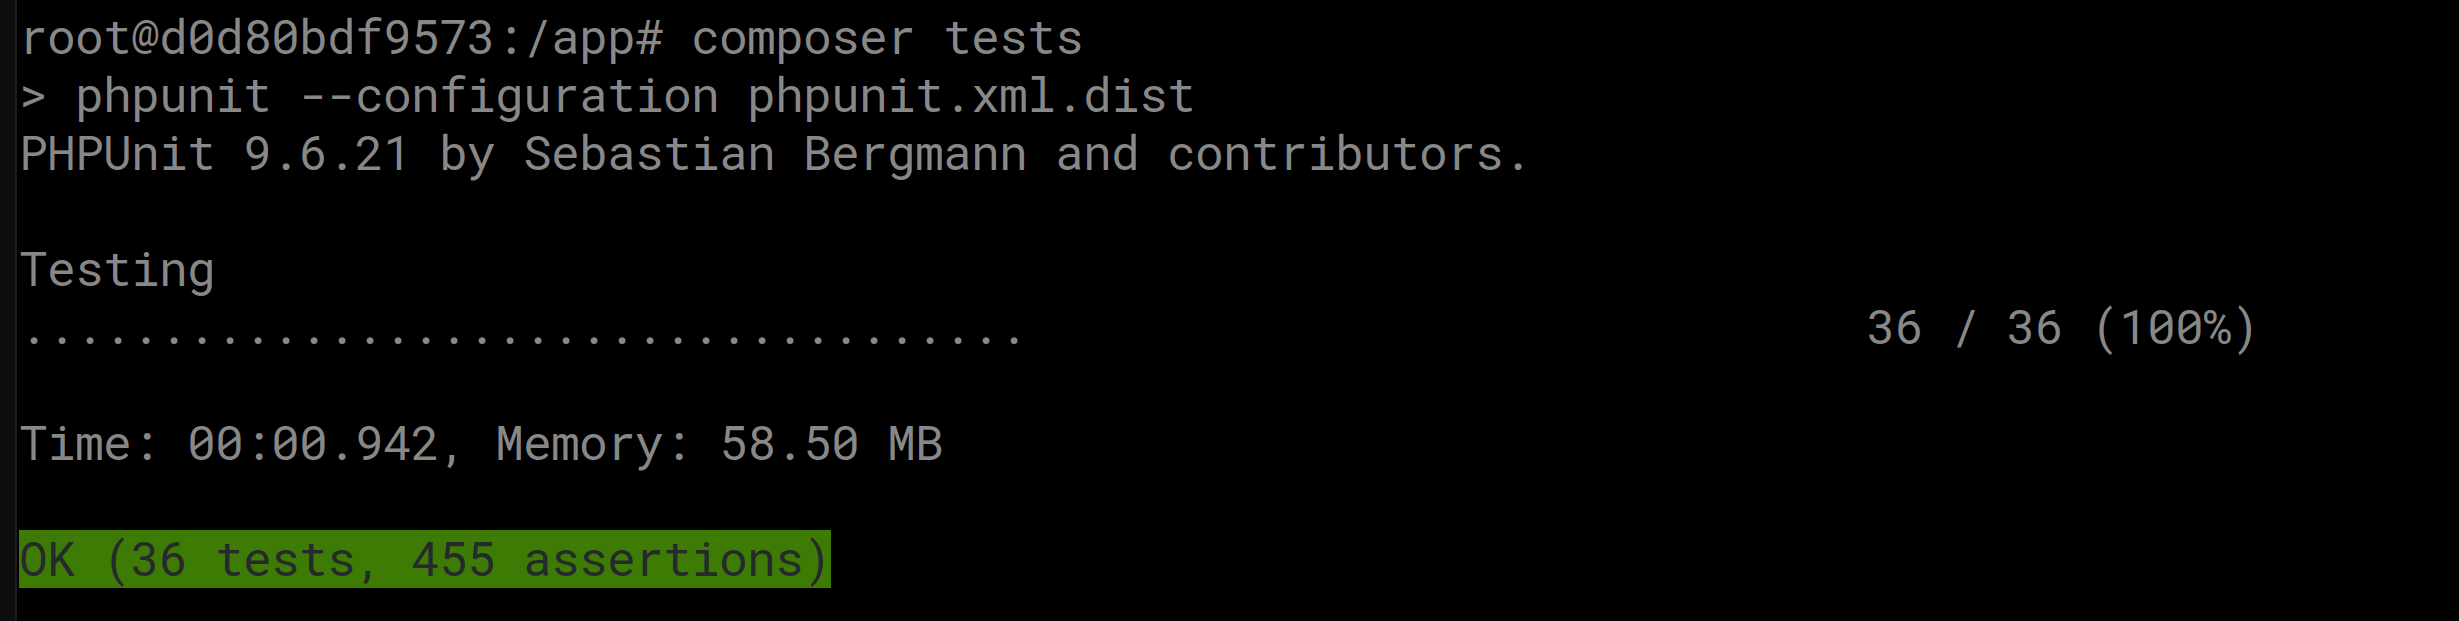 root@d0d80bdf9573:/app# composer tests
> phpunit --configuration phpunit.xml.dist
PHPUnit 9.6.21 by Sebastian Bergmann and contributors.
Testing
....................................                              36 / 36 (100%)
Time: 00:00.942, Memory: 58.50 MB
OK (36 tests, 455 assertions)